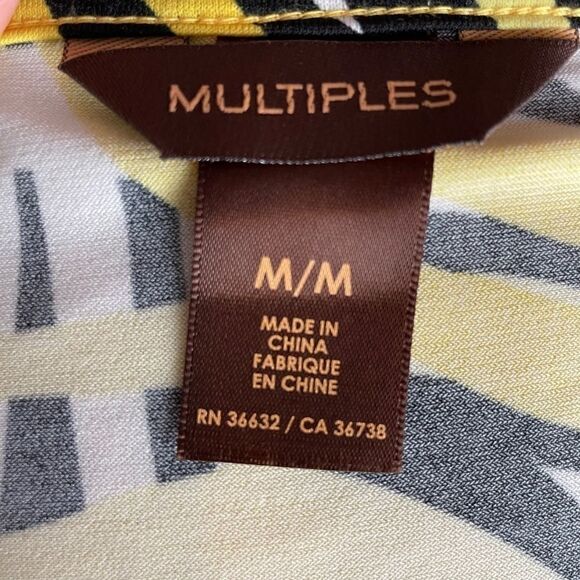 MULTIPLES
M/M
MADE IN
CHINA
FABRIQUE
EN CHINE
RN 36632 / CA 36738